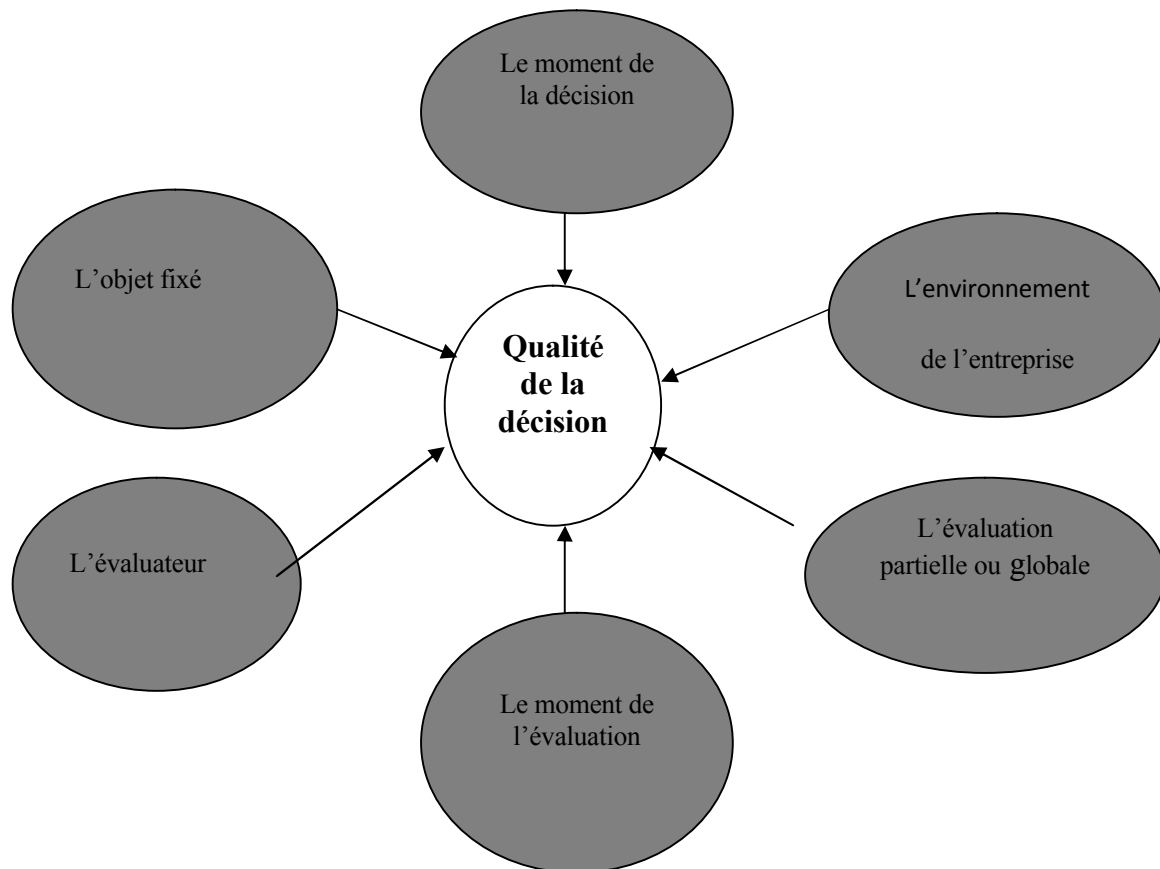 Le moment de
la décision
L’objet fixé
L’environnement
de l’entreprise
Qualité
de la
décision
L’évaluateur
L’évaluation
partielle ou globale
Le moment de
l’évaluation